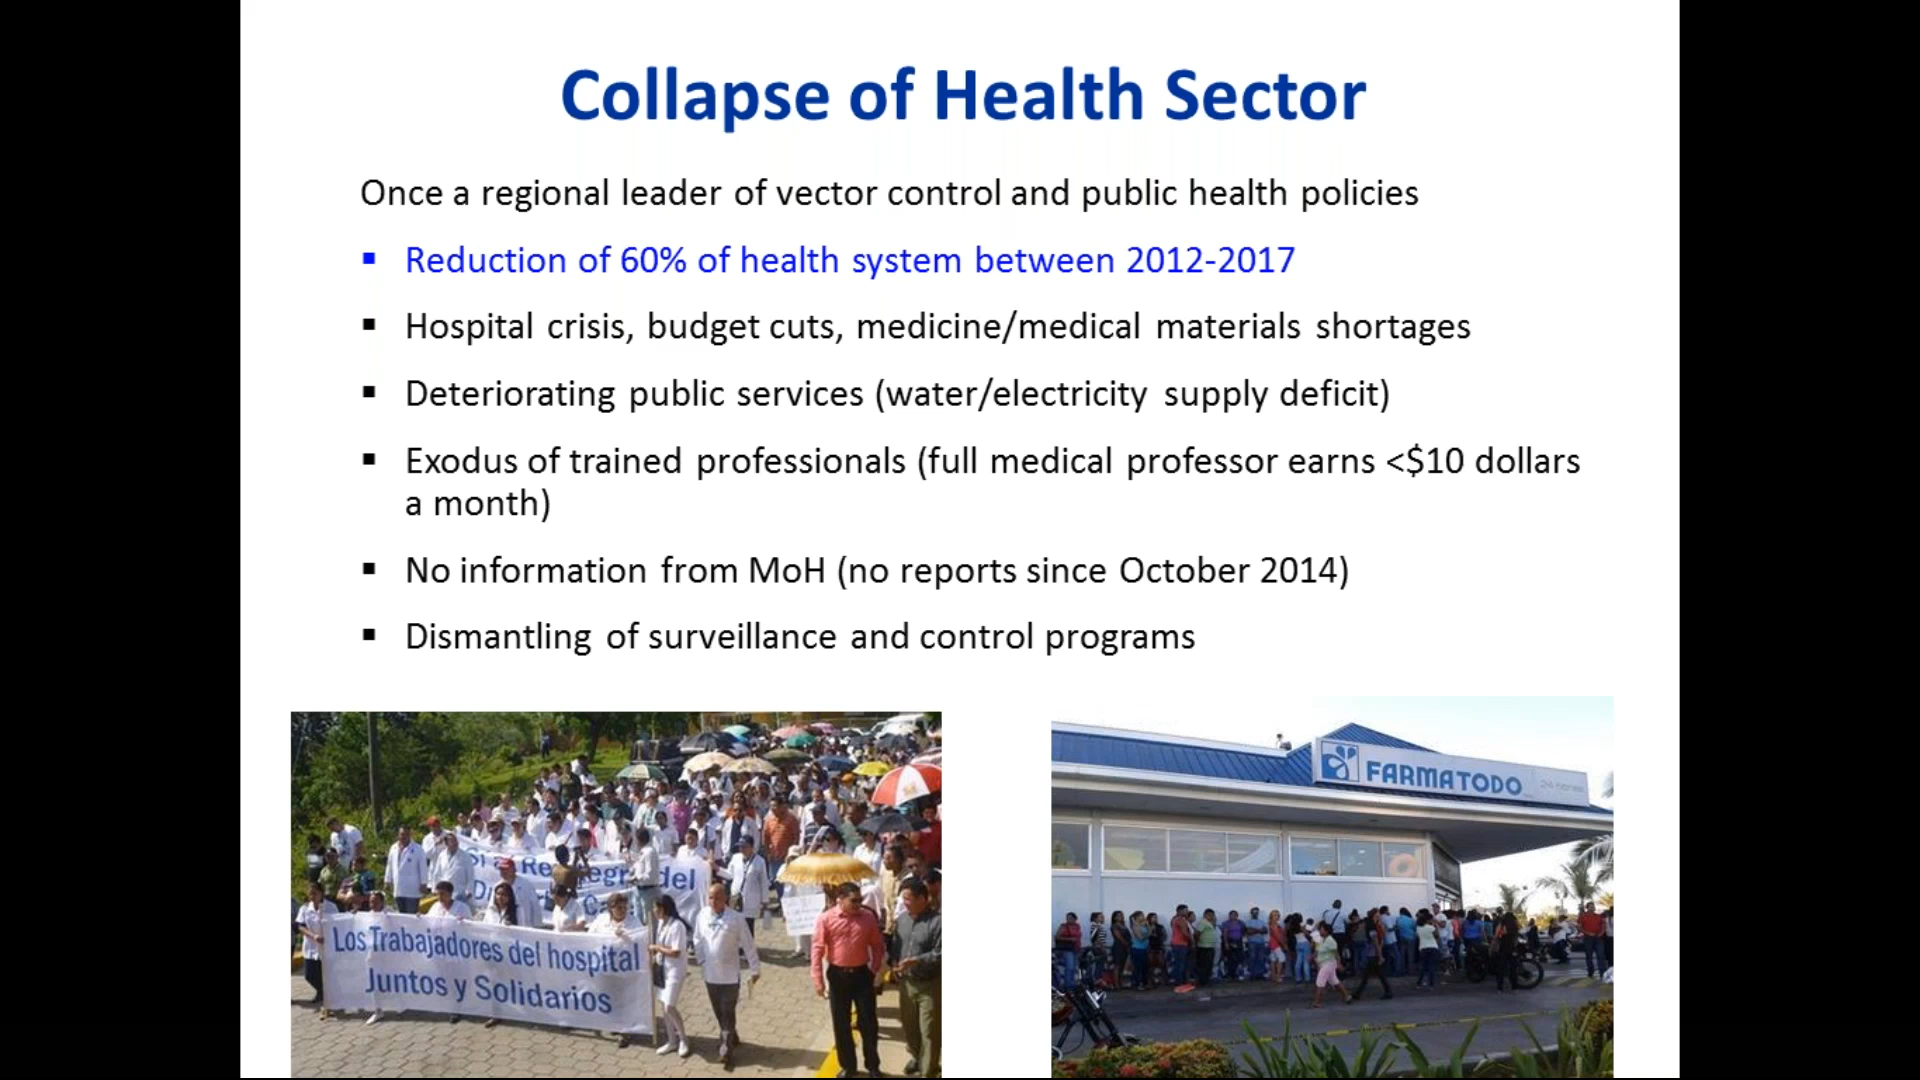 Collapse of Health Sector
Once a regional leader of vector control and public health policies
Reduction of 60% of health system between 2012-2017
Hospital crisis, budget cuts, medicine/medical materials shortages
Deteriorating public services (water/electricity supply deficit)
Exodus of trained professionals (full medical professor earns <$10 dollars
a month)
No information from MoH (no reports since October 2014)
Dismantling of surveillance and control programs
del
Los Trabajadores del hospital
Juntos y Solidarios
FARMATODO